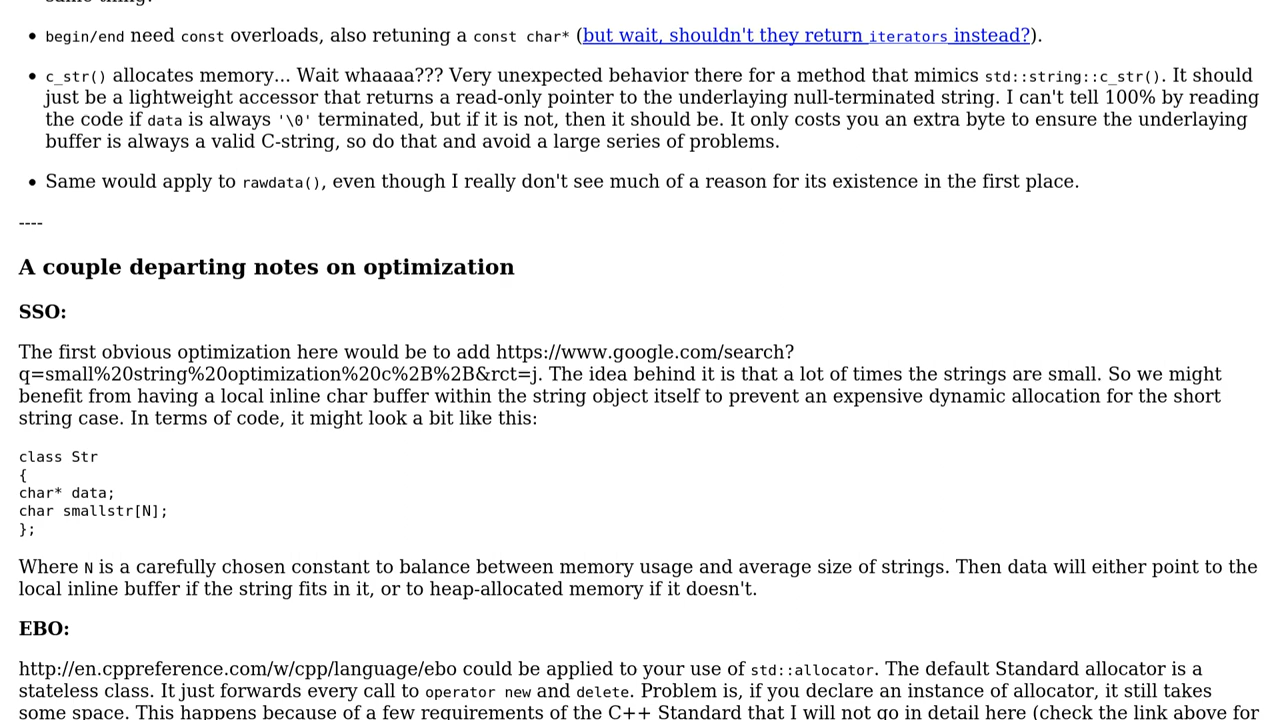 begin/end need const overloads, also retuning a const char* (but wait, shouldn't they return iterators instead?).
c_str() allocates memory... Wait whaaaa??? Very unexpected behavior there for a method that mimics std::string::c_str(). It should
just be a lightweight accessor that returns a read-only pointer to the underlaying null-terminated string. I can't tell 100% by reading
the code if data is always '\0' terminated, but if it is not, then it should be. It only costs you an extra byte to ensure the underlaying
buffer is always a valid C-string, so do that and avoid a large series of problems.
Same would apply to rawdata(), even though I really don't see much of a reason for its existence in the first place.
----
A couple departing notes on optimization
SSO:
The first obvious optimization here would be to add https://www.google.com/search?
q=small%20string%20optimization%20c%2B%2B&rct=j. The idea behind it is that a lot of times the strings are small. So we might
benefit from having a local inline char buffer within the string object itself to prevent an expensive dynamic allocation for the short
string case. In terms of code, it might look a bit like this:
class Str
{
char* data;
char smallstr[N];
};
Where N is a carefully chosen constant to balance between memory usage and average size of strings. Then data will either point to the
local inline buffer if the string fits in it, or to heap-allocated memory if it doesn't.
EBO:
http://en.cppreference.com/w/cpp/language/ebo could be applied to your use of std::allocator. The default Standard allocator is a
stateless class. It just forwards every call to operator new and delete. Problem is, if you declare an instance of allocator, it still takes
some space. This happens because of a few requirements of the C++ Standard that I will not go in detail here (check the link above for